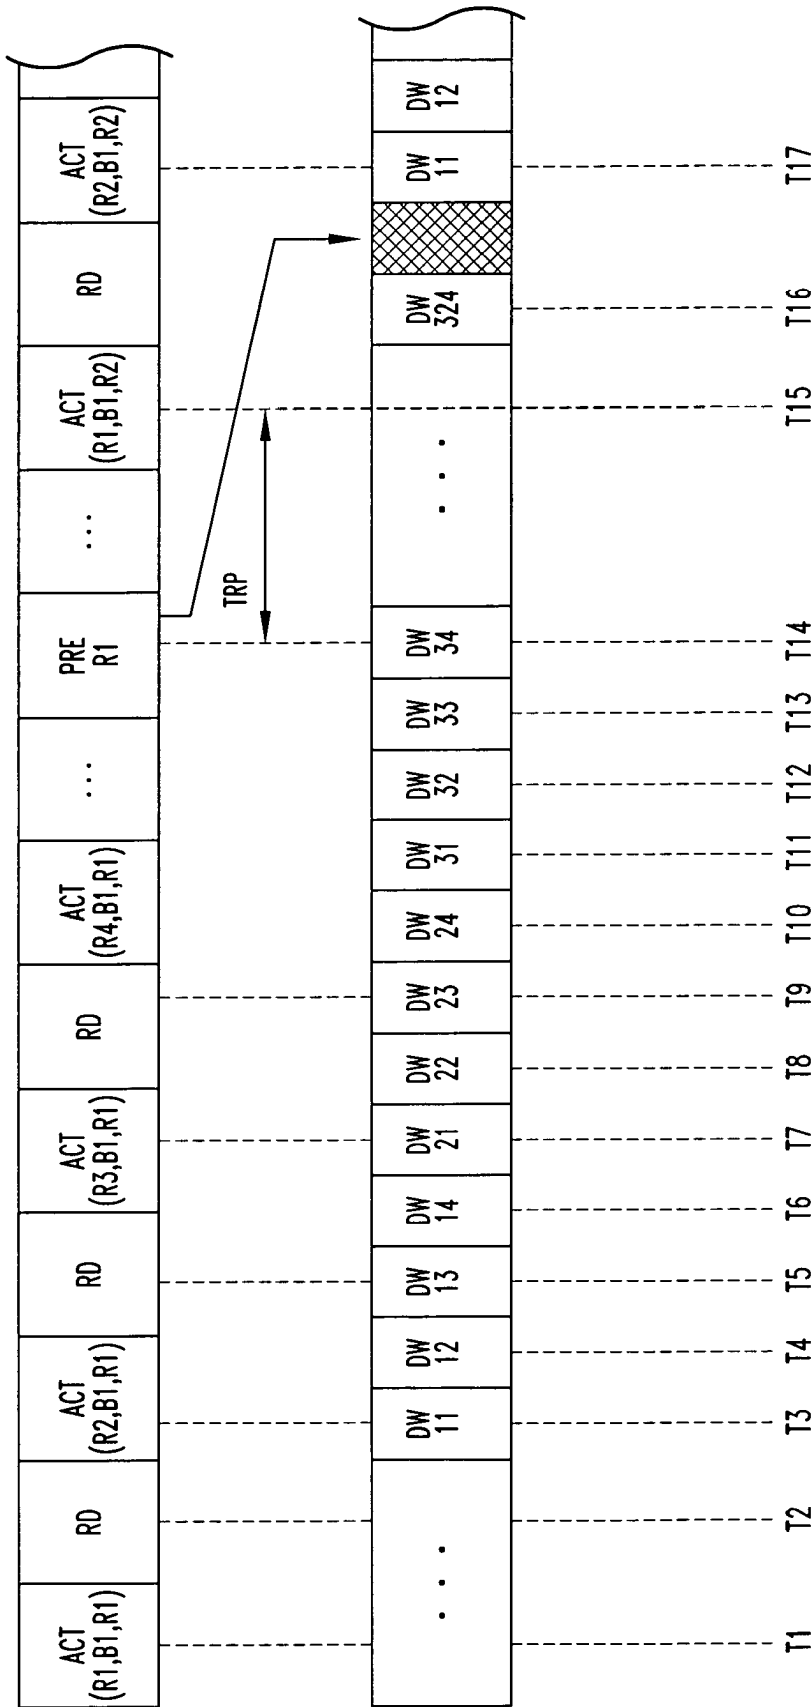 ACT
(R1,B1,R1)
RD
ACT
(R2,B1,R1)
RD
ACT
(R3,B1,R1)
RD
ACT
(R4,B1,R1)
...
PRE
R1
...
ACT
(R1,B1,R2)
RD
ACT
(R2,B1,R2)
TRP
...
DW
11
DW
12
DW
13
DW
14
DW
21
DW
22
DW
23
DW
24
DW
31
DW
32
DW
33
DW
34
...
DW
324
DW
11
DW
12
T1
T2
T3
T4
T5
T6
T7
T8
T9
T10
T11
T12
T13
T14
T15
T16
T17